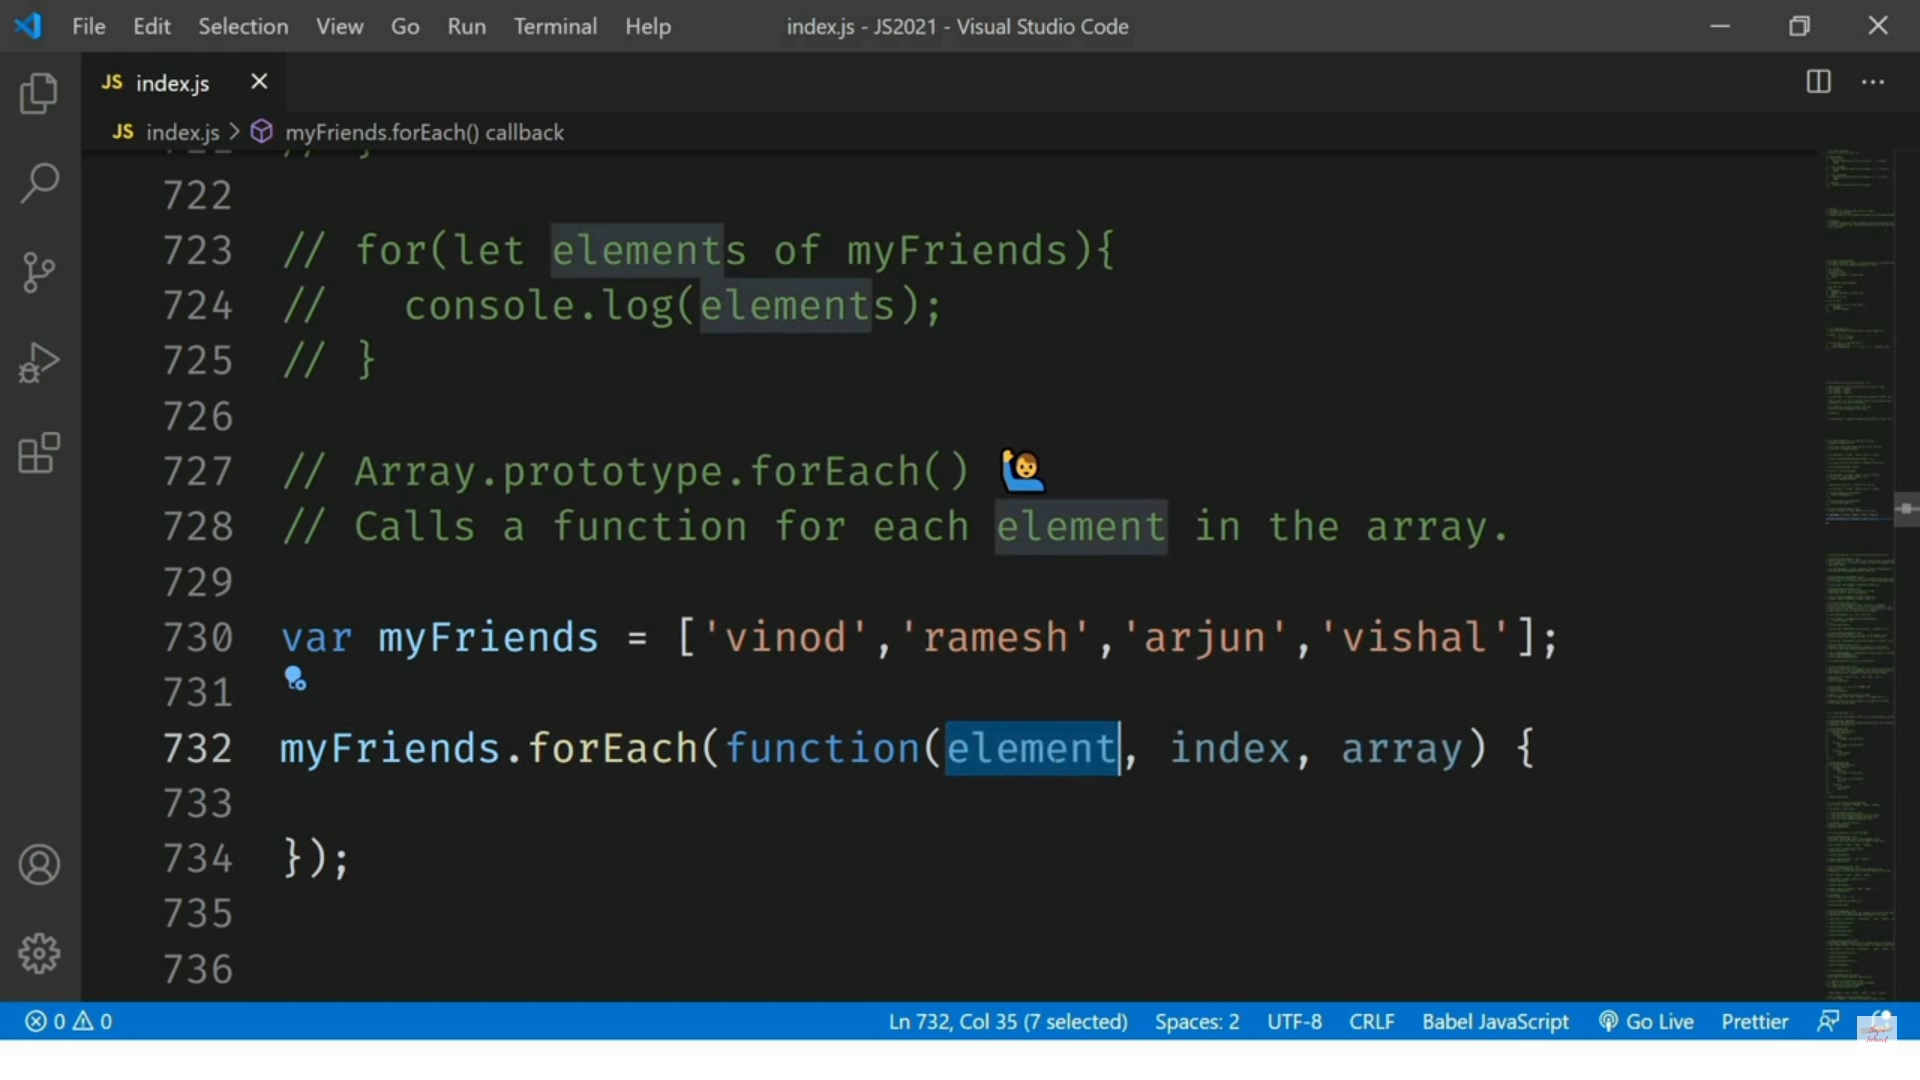 File Edit Selection View Go Run Terminal Help index.js - JS2021 - Visual Studio Code
JS index.js
JS index.js > myFriends.forEach() callback
722
723 // for(let elements of myFriends){
724 //   console.log(elements);
725 // }
726
727 // Array.prototype.forEach() 🙋‍♂️
728 // Calls a function for each element in the array.
729
730 var myFriends = ['vinod','ramesh','arjun','vishal'];
731
732 myFriends.forEach(function(element, index, array) {
733
734 });
735
736
0 0 Ln 732, Col 35 (7 selected) Spaces: 2 UTF-8 CRLF Babel JavaScript Go Live Prettier